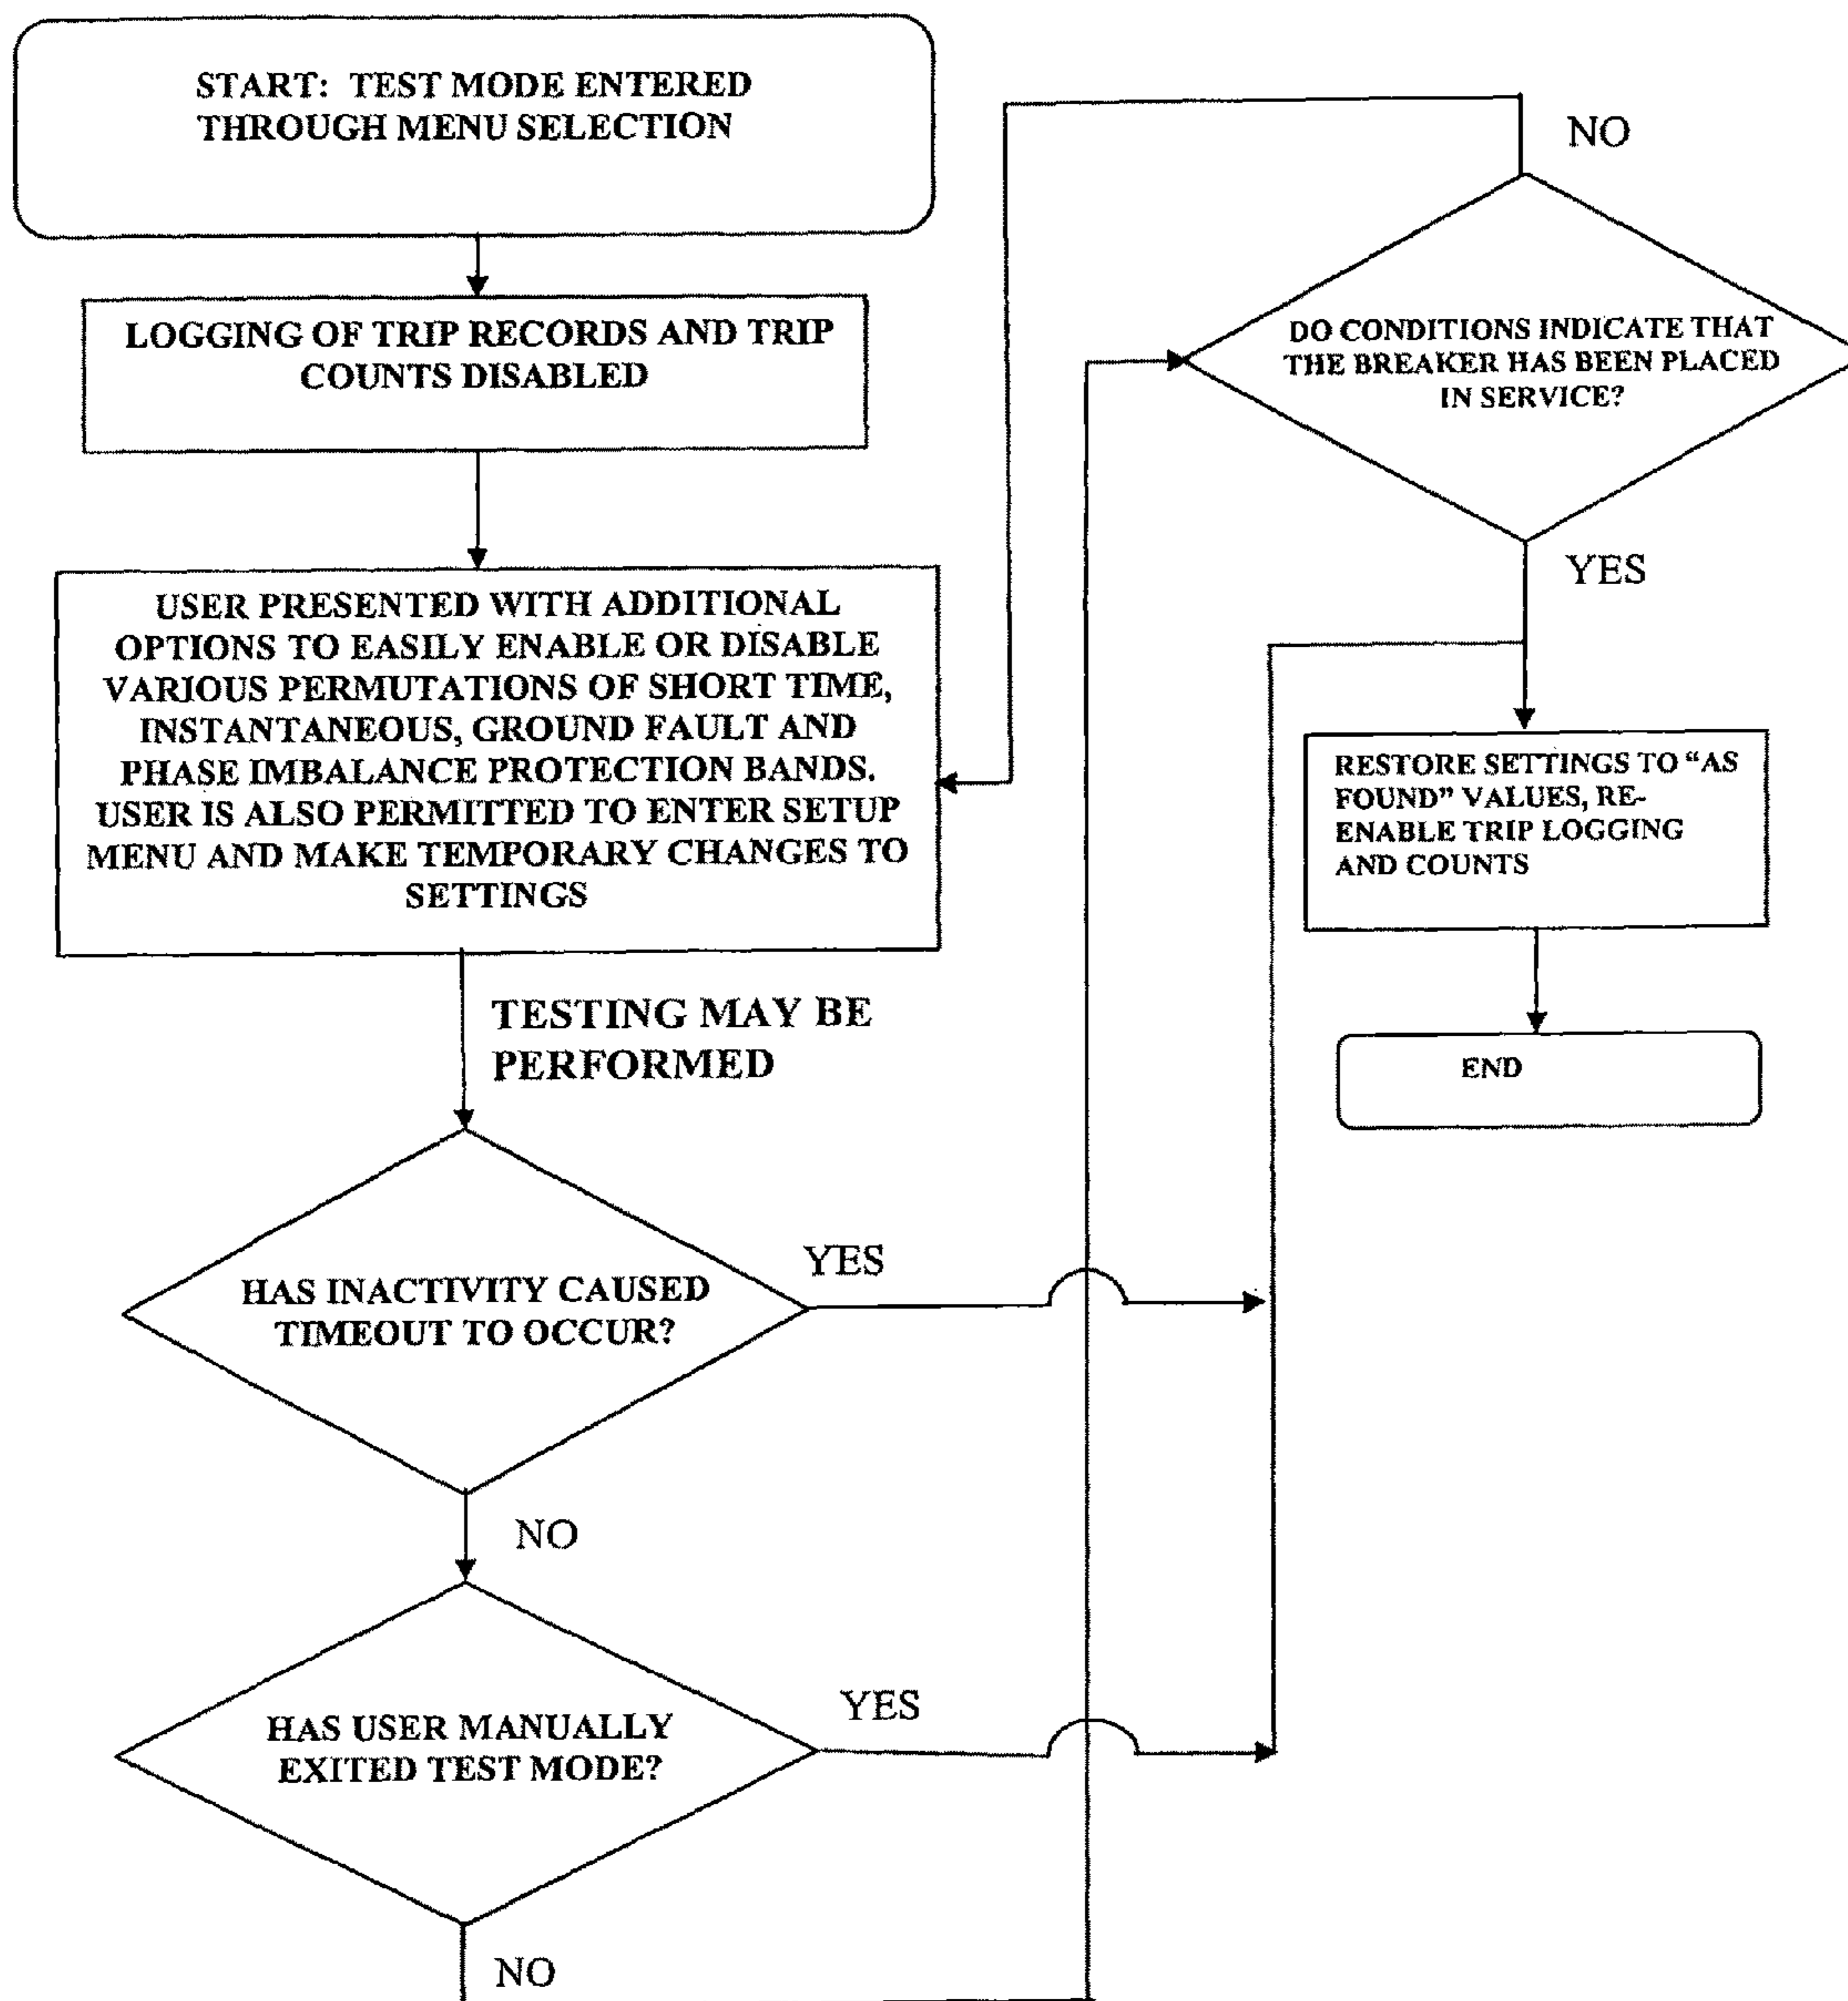 START: TEST MODE ENTERED
THROUGH MENU SELECTION
LOGGING OF TRIP RECORDS AND TRIP
COUNTS DISABLED
USER PRESENTED WITH ADDITIONAL
OPTIONS TO EASILY ENABLE OR DISABLE
VARIOUS PERMUTATIONS OF SHORT TIME,
INSTANTANEOUS, GROUND FAULT AND
PHASE IMBALANCE PROTECTION BANDS.
USER IS ALSO PERMITTED TO ENTER SETUP
MENU AND MAKE TEMPORARY CHANGES TO
SETTINGS
TESTING MAY BE
PERFORMED
HAS INACTIVITY CAUSED
TIMEOUT TO OCCUR?
YES
NO
HAS USER MANUALLY
EXITED TEST MODE?
YES
NO
NO
DO CONDITIONS INDICATE THAT
THE BREAKER HAS BEEN PLACED
IN SERVICE?
YES
RESTORE SETTINGS TO “AS
FOUND” VALUES, RE-
ENABLE TRIP LOGGING
AND COUNTS
END